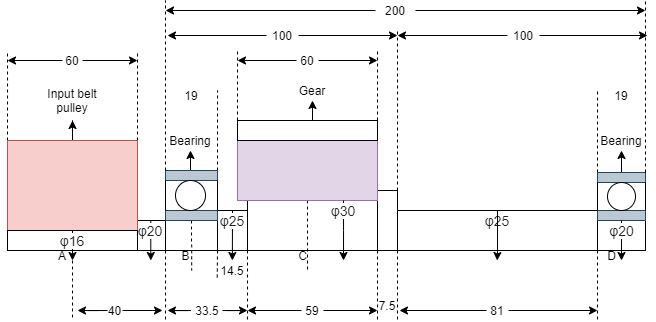 200
100
100
60
60
Input belt
pulley
19
Gear
19
Bearing
Bearing
φ16
φ20
φ25
φ30
φ25
φ20
A
B
C
D
14.5
40
33.5
59
7.5
81